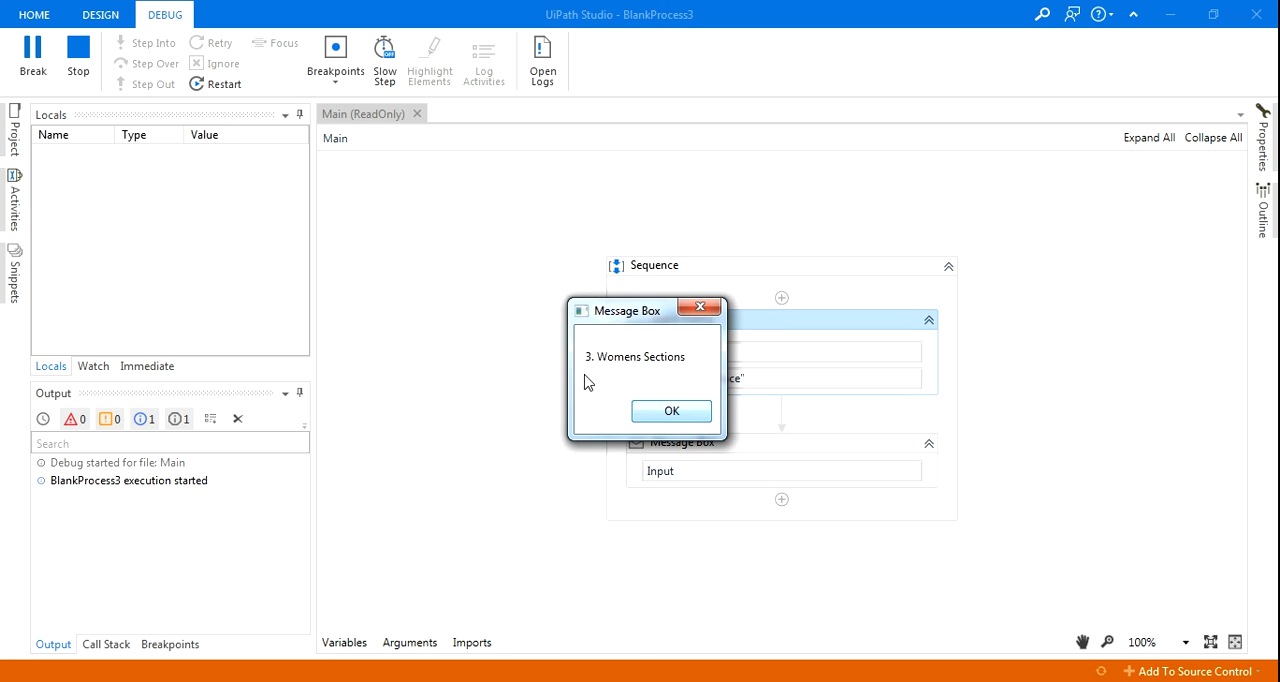 HOME DESIGN DEBUG UiPath Studio - BlankProcess3
Break
Stop
Step Into
Step Over
Step Out
Retry
Ignore
Restart
Focus
Breakpoints
Slow Step
Highlight Elements
Log Activities
Open Logs
Project
Activities
Snippets
Locals
Name Type Value
Locals Watch Immediate
Output
0 0 1 1
Search
Debug started for file: Main
BlankProcess3 execution started
Output Call Stack Breakpoints
Main (ReadOnly)
Main Expand All Collapse All
Sequence
ce"
Message Box
3. Womens Sections
OK
Message Box
Input
Variables Arguments Imports 100%
Properties
Outline
Add To Source Control